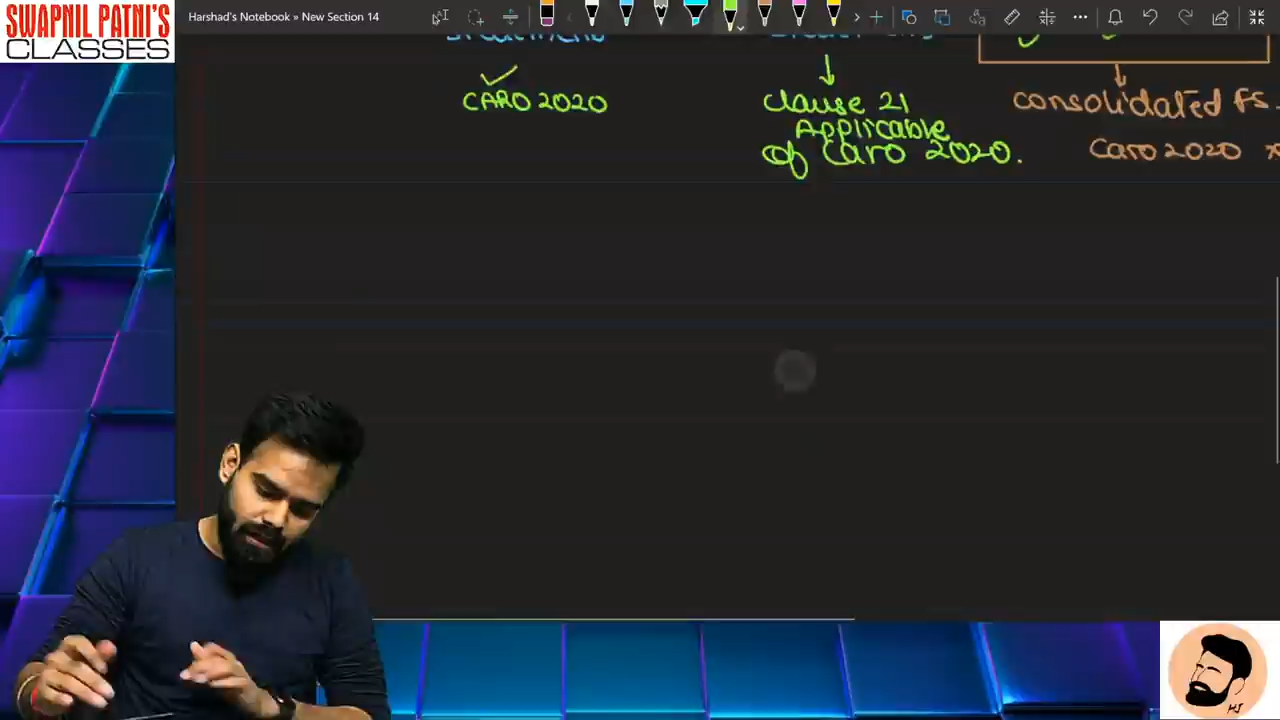 SWAPNIL PATNI'S
CLASSES
Harshad's Notebook » New Section 14
CARO 2020
Clause 21
Applicable
of Caro 2020.
Consolidated FS.
Caro 2020 x
HJ